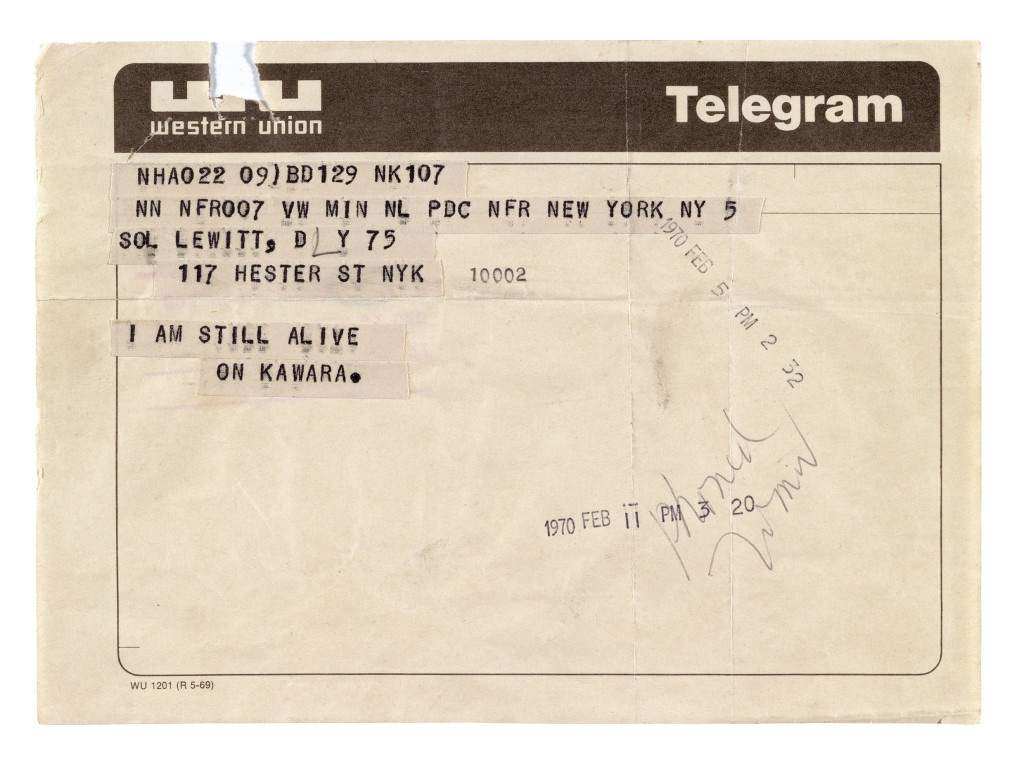 western union
Telegram
NHA022 09)BD129 NK107
NN NFR007 VW MIN NL PDC NFR NEW YORK NY 5
SOL LEWITT, DLY 75
117 HESTER ST NYK 10002
1970 FEB 5 PM 2 32
I AM STILL ALIVE
ON KAWARA.
phoned
1970 FEB 11 PM 3 20
WU 1201 (R 5-69)